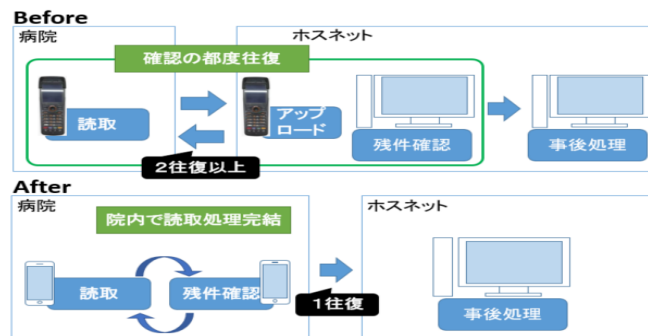 Before
病院
ホスネット
確認の都度往復
読取
アップ
ロード
残件確認
事後処理
2往復以上
After
病院
ホスネット
院内で読取処理完結
読取
残件確認
1往復
事後処理